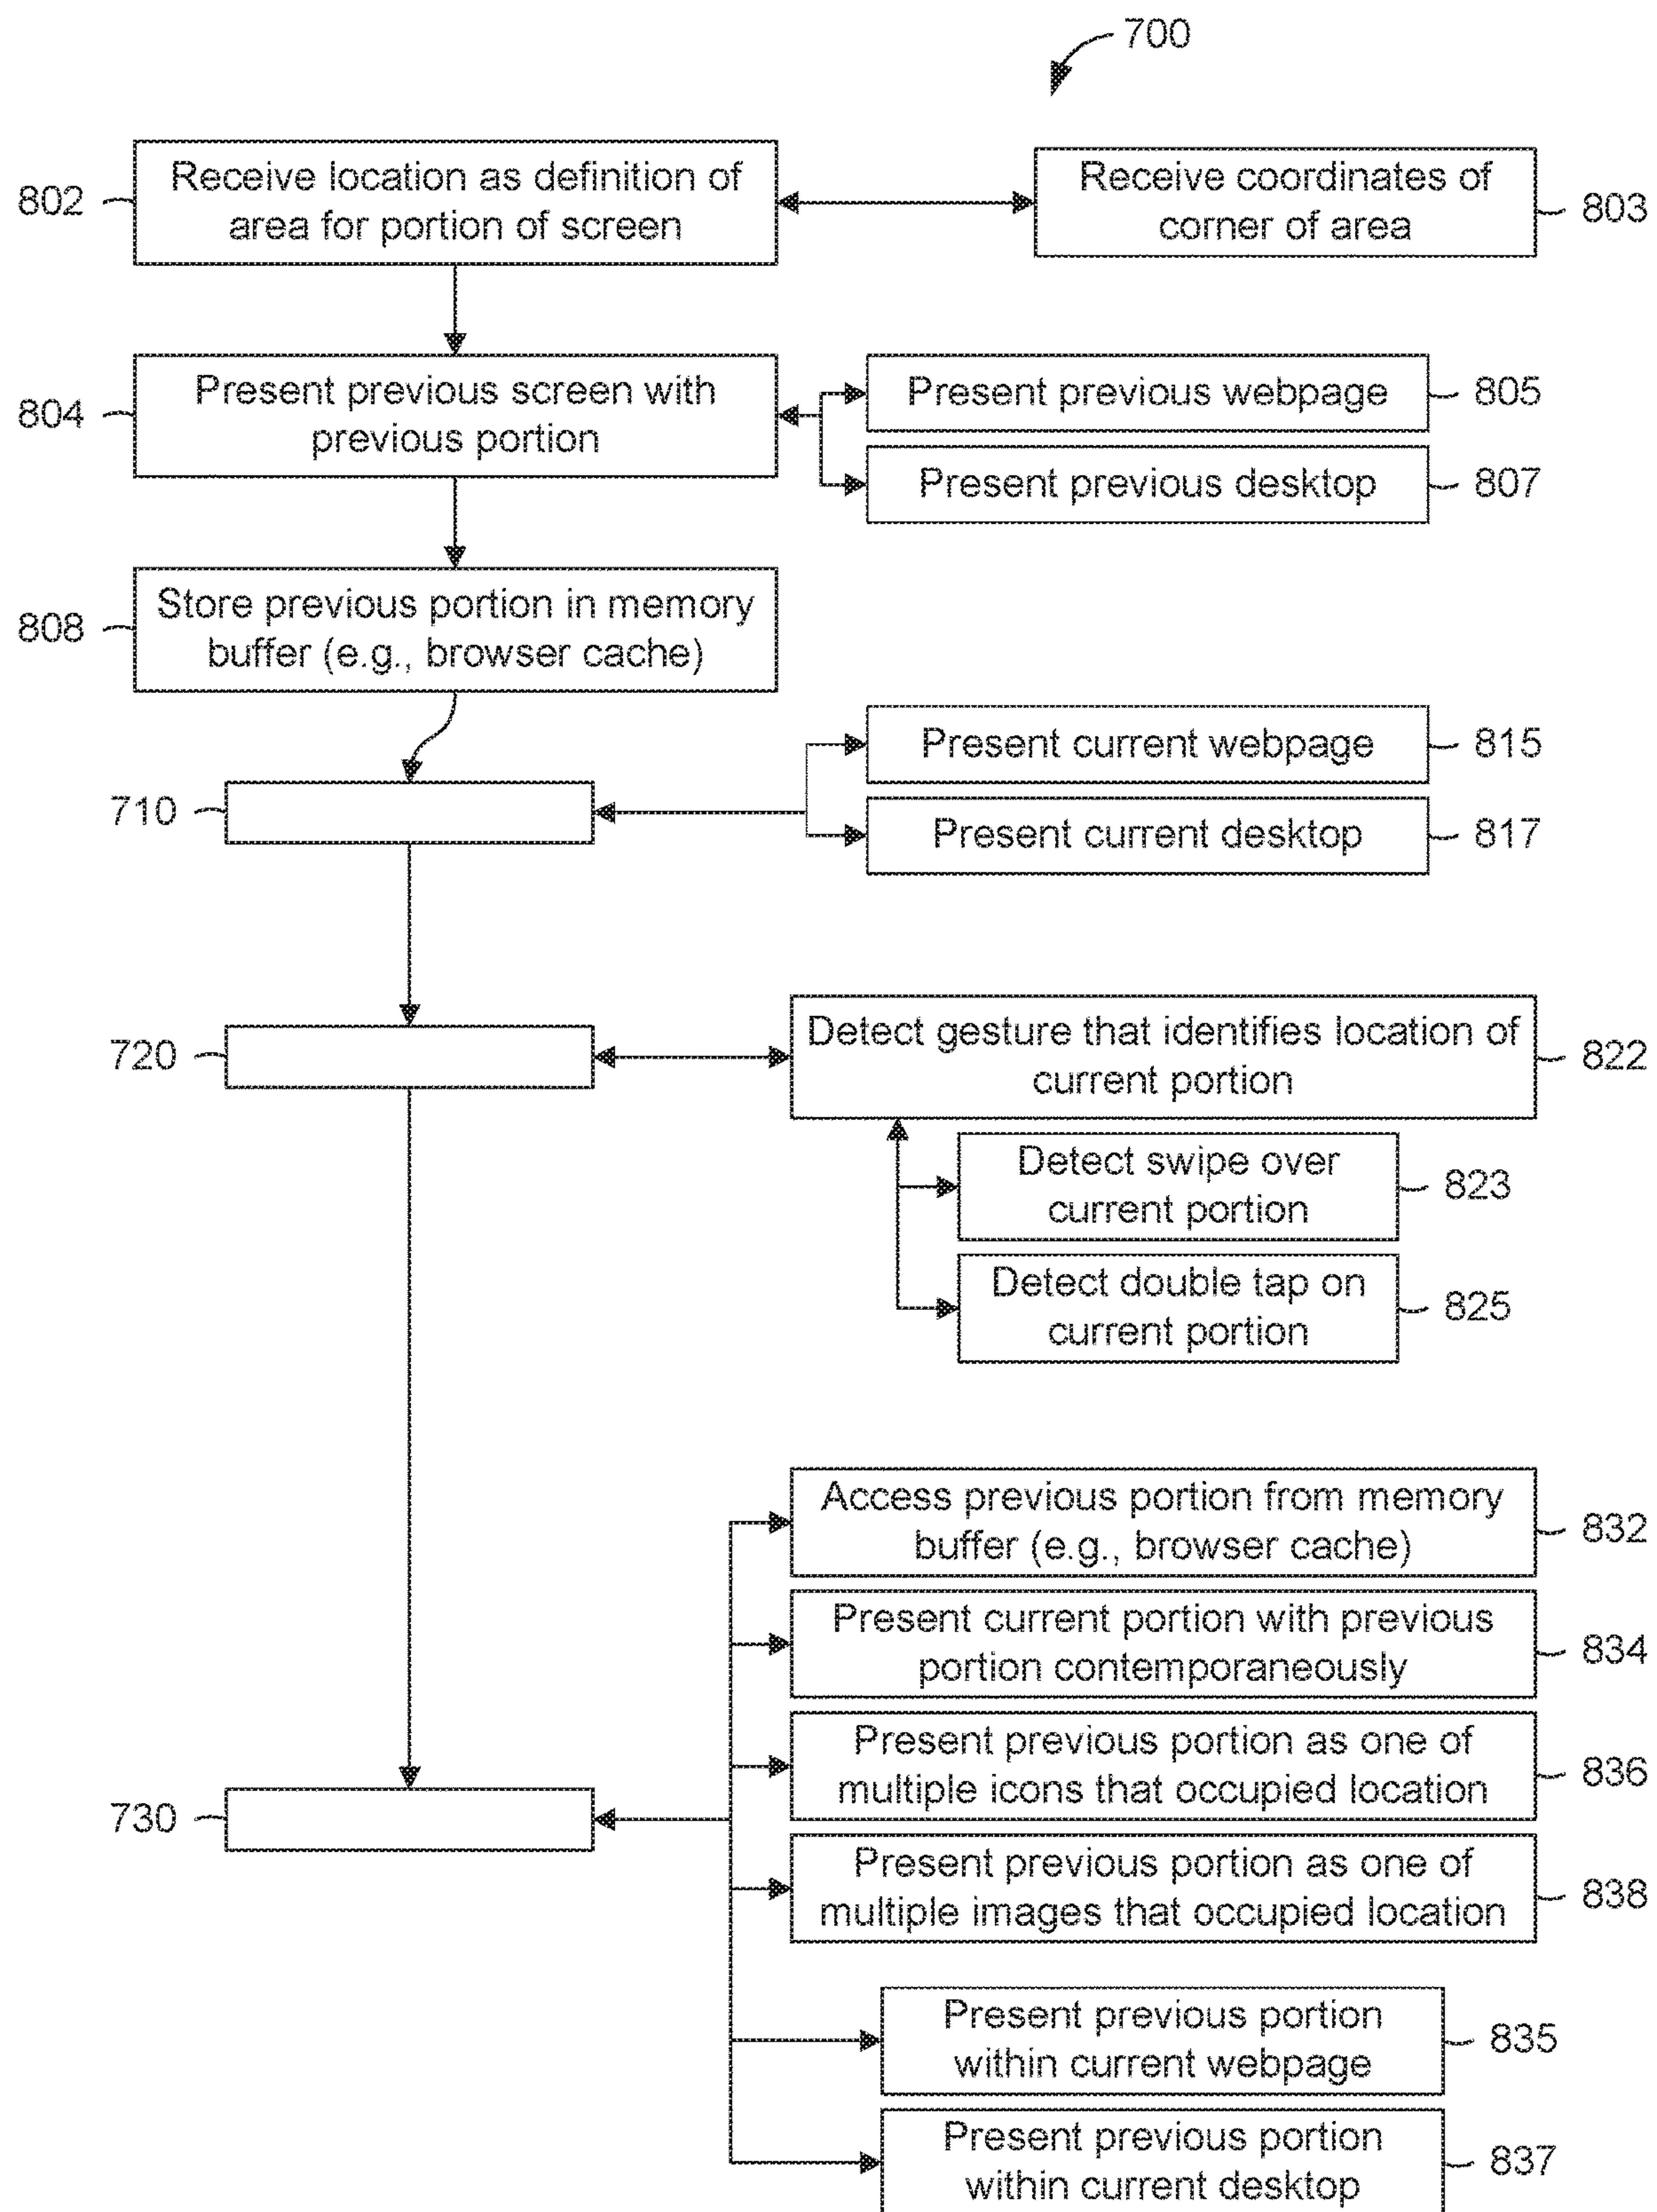 700
802
Receive location as definition of
area for portion of screen
Receive coordinates of
corner of area
803
804
Present previous screen with
previous portion
Present previous webpage
805
Present previous desktop
807
808
Store previous portion in memory
buffer (e.g., browser cache)
710
Present current webpage
815
Present current desktop
817
720
Detect gesture that identifies location of
current portion
822
Detect swipe over
current portion
823
Detect double tap on
current portion
825
730
Access previous portion from memory
buffer (e.g., browser cache)
832
Present current portion with previous
portion contemporaneously
834
Present previous portion as one of
multiple icons that occupied location
836
Present previous portion as one of
multiple images that occupied location
838
Present previous portion
within current webpage
835
Present previous portion
within current desktop
837